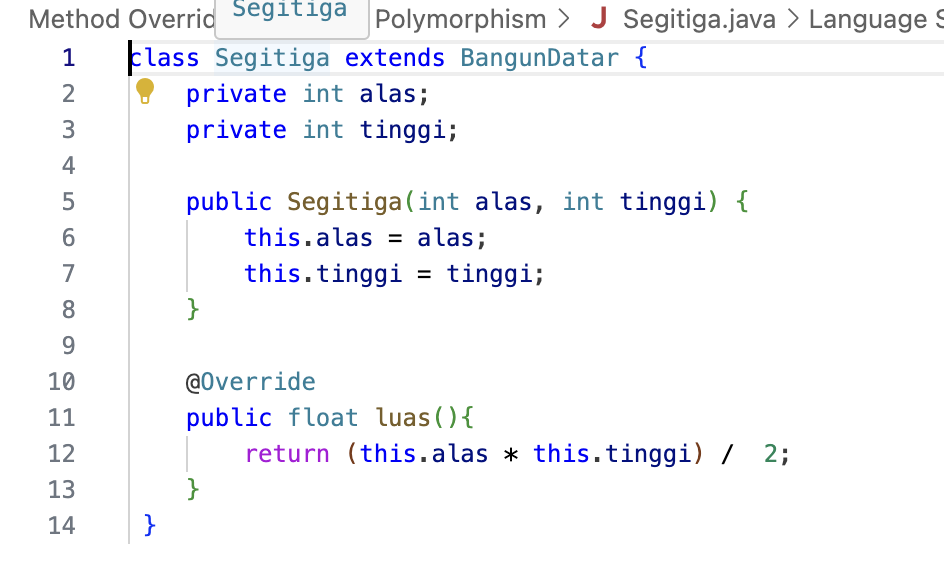 Segitiga
Method Overrid Polymorphism > J Segitiga.java > Language
1 class Segitiga extends BangunDatar {
2 private int alas;
3 private int tinggi;
4
5 public Segitiga(int alas, int tinggi) {
6 this.alas = alas;
7 this.tinggi = tinggi;
8 }
9
10 @Override
11 public float luas(){
12 return (this.alas * this.tinggi) /  2;
13 }
14 }